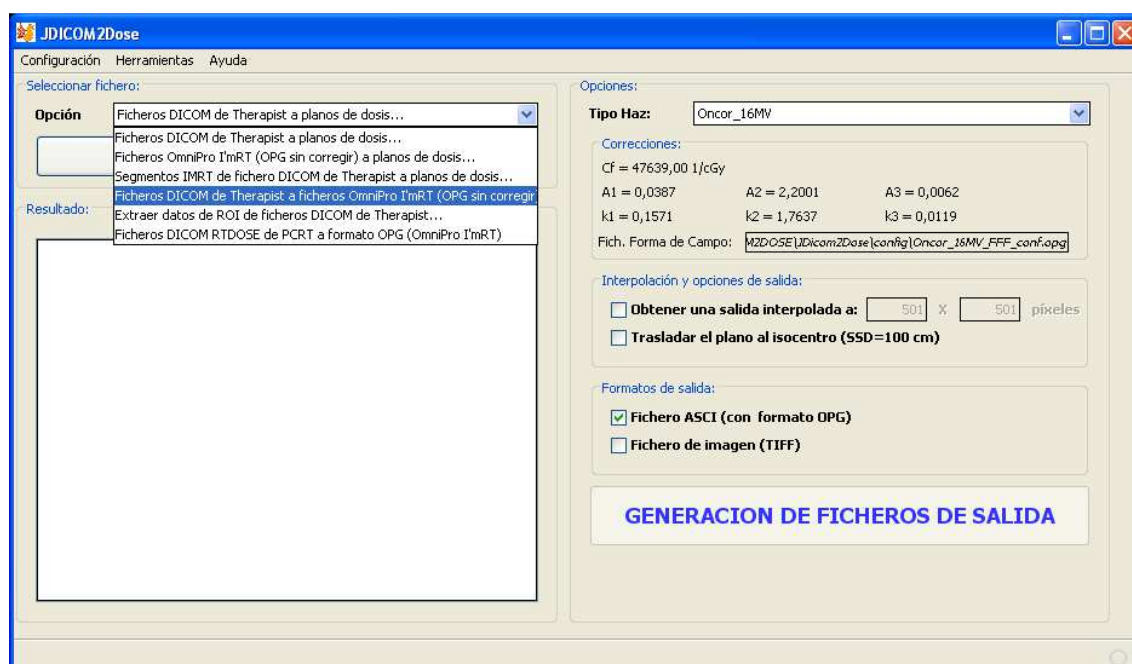 JDICOM2Dose
Configuración Herramientas Ayuda
Seleccionar fichero:
Opción Ficheros DICOM de Therapist a planos de dosis...
Ficheros DICOM de Therapist a planos de dosis...
Ficheros OmniPro I'mRT (OPG sin corregir) a planos de dosis...
Segmentos IMRT de fichero DICOM de Therapist a planos de dosis...
Ficheros DICOM de Therapist a ficheros OmniPro I'mRT (OPG sin corregir
Extraer datos de ROI de ficheros DICOM de Therapist...
Ficheros DICOM RTDOSE de PCRT a formato OPG (OmniPro I'mRT)
Resultado:
Opciones:
Tipo Haz: Oncor_16MV
Correcciones:
Cf = 47639,00 1/cGy
A1 = 0,0387 A2 = 2,2001 A3 = 0,0062
k1 = 0,1571 k2 = 1,7637 k3 = 0,0119
Fich. Forma de Campo: M2DOSE\JDicom2Dose\config\Oncor_16MV_FFF_conf.opg
Interpolación y opciones de salida:
Obtener una salida interpolada a: 501 X 501 píxeles
Trasladar el plano al isocentro (SSD=100 cm)
Formatos de salida:
Fichero ASCI (con formato OPG)
Fichero de imagen (TIFF)
GENERACION DE FICHEROS DE SALIDA